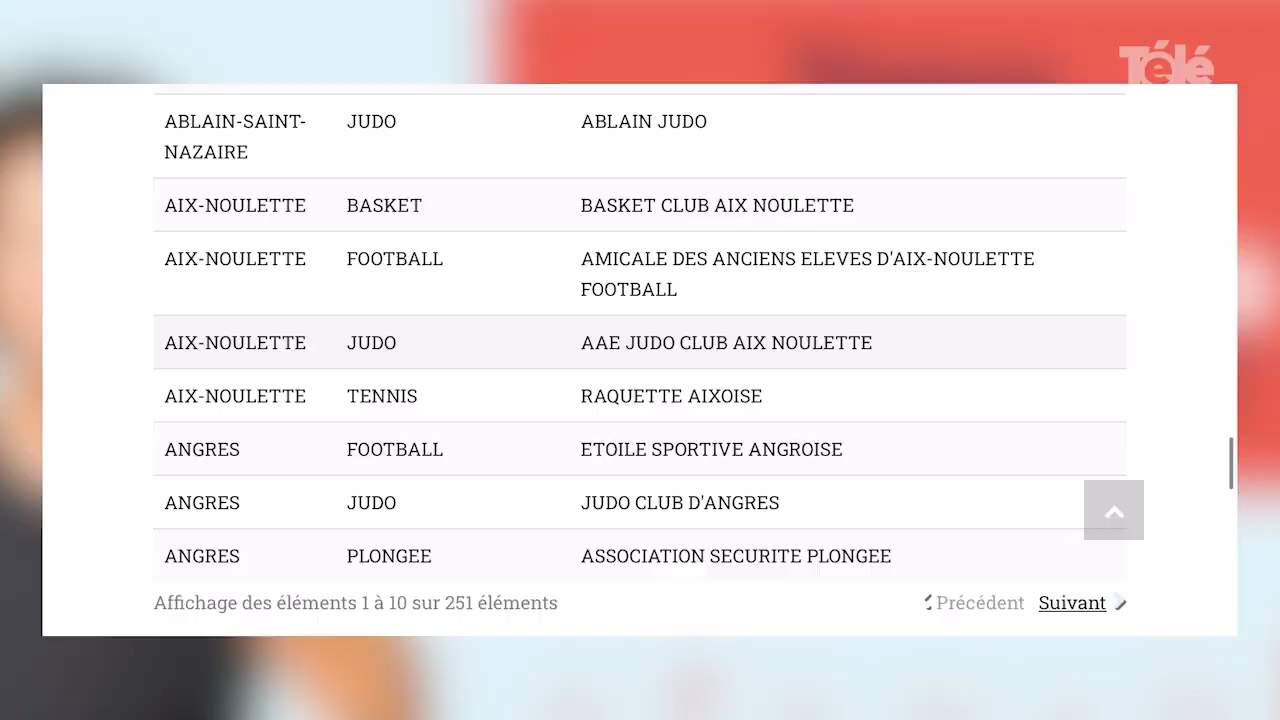 Télé
ABLAIN-SAINT- JUDO ABLAIN JUDO
NAZAIRE
AIX-NOULETTE BASKET BASKET CLUB AIX NOULETTE
AIX-NOULETTE FOOTBALL AMICALE DES ANCIENS ELEVES D'AIX-NOULETTE
FOOTBALL
AIX-NOULETTE JUDO AAE JUDO CLUB AIX NOULETTE
AIX-NOULETTE TENNIS RAQUETTE AIXOISE
ANGRES FOOTBALL ETOILE SPORTIVE ANGROISE
ANGRES JUDO JUDO CLUB D'ANGRES
ANGRES PLONGEE ASSOCIATION SECURITE PLONGEE
Affichage des éléments 1 à 10 sur 251 éléments Précédent Suivant